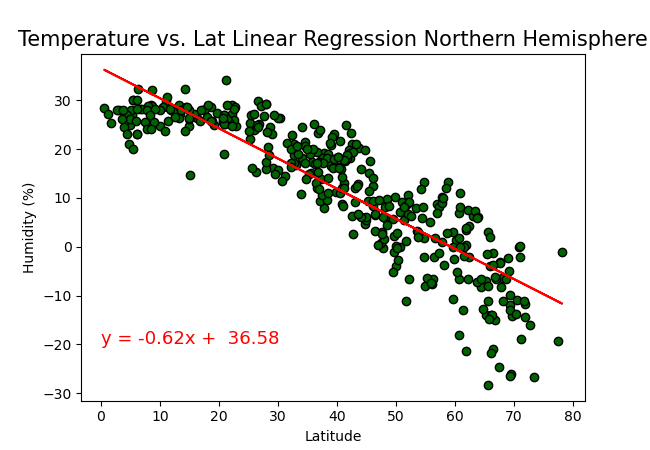 Temperature vs. Lat Linear Regression Northern Hemisphere
30
20
10
0
−10
−20
−30
Humidity (%)
y = -0.62x +  36.58
0 10 20 30 40 50 60 70 80
Latitude